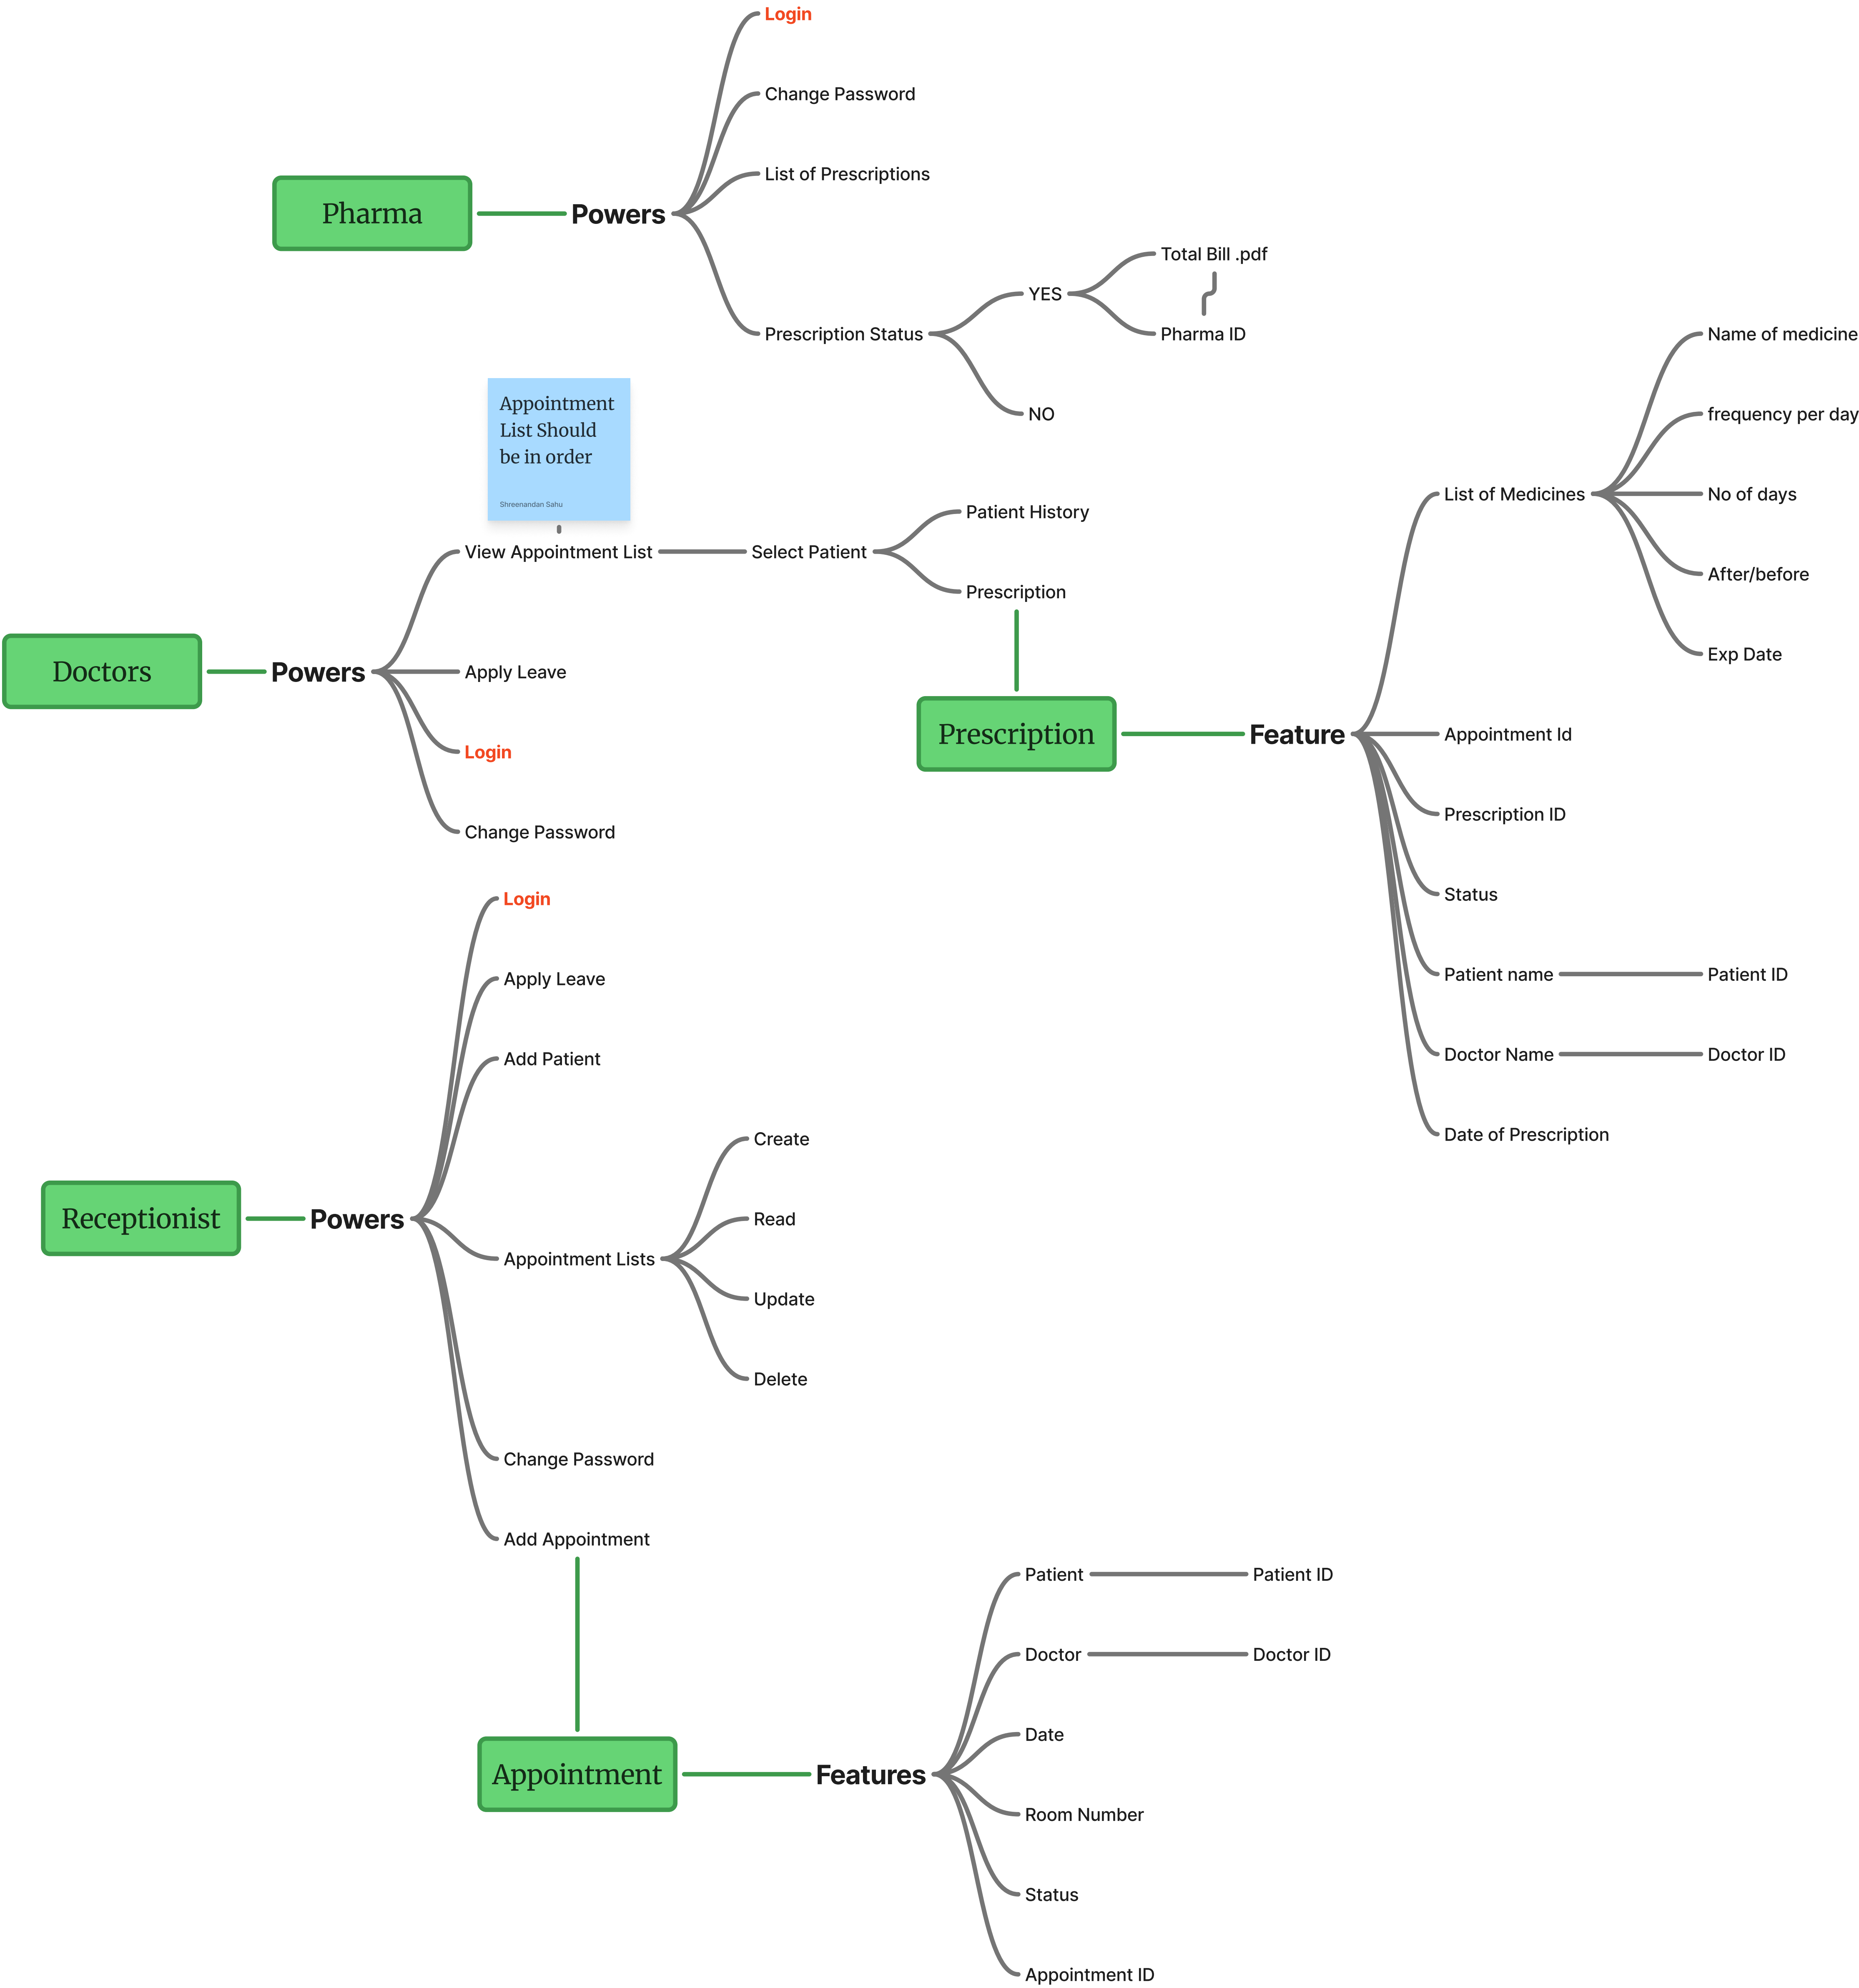 Login
Change Password
List of Prescriptions
Pharma
Powers
Total Bill .pdf
YES
Prescription Status
Pharma ID
NO
Appointment
List Should
be in order
Shreenandan Sahu
View Appointment List
Select Patient
Patient History
Prescription
Doctors
Powers
Apply Leave
Login
Change Password
Name of medicine
frequency per day
List of Medicines
No of days
After/before
Exp Date
Prescription
Feature
Appointment Id
Prescription ID
Status
Patient name
Patient ID
Doctor Name
Doctor ID
Date of Prescription
Login
Apply Leave
Add Patient
Create
Receptionist
Powers
Read
Appointment Lists
Update
Delete
Change Password
Add Appointment
Patient
Patient ID
Doctor
Doctor ID
Date
Appointment
Features
Room Number
Status
Appointment ID